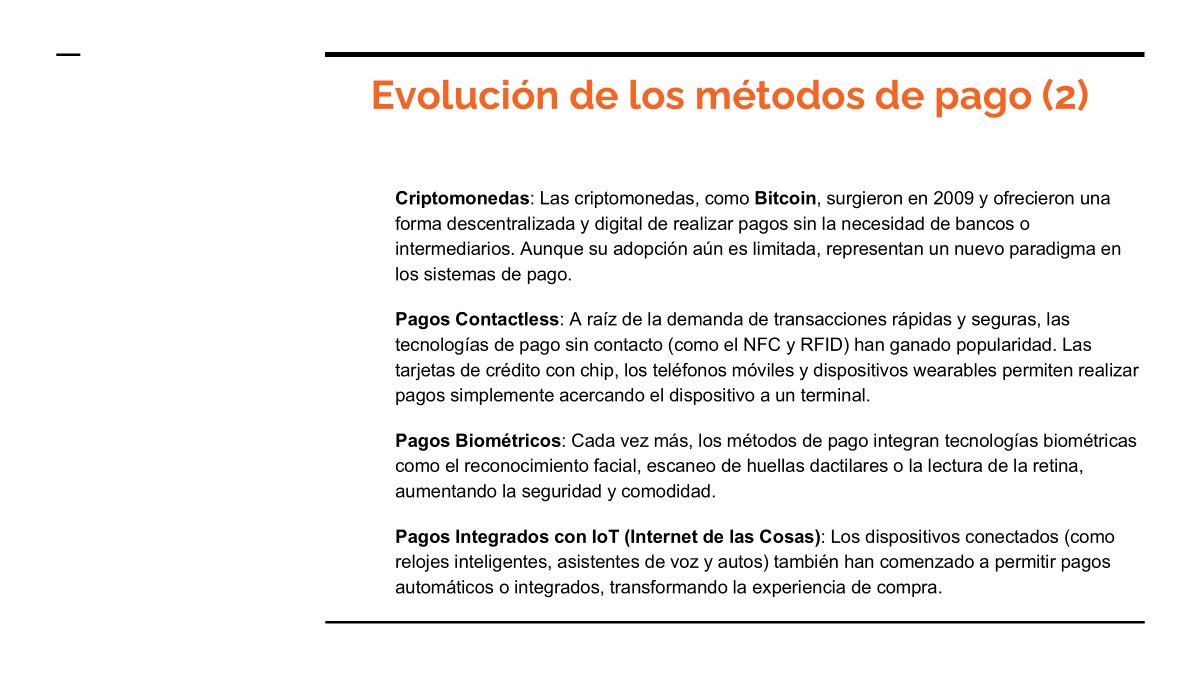 Evolución de los métodos de pago (2)
Criptomonedas: Las criptomonedas, como Bitcoin, surgieron en 2009 y ofrecieron una
forma descentralizada y digital de realizar pagos sin la necesidad de bancos o
intermediarios. Aunque su adopción aún es limitada, representan un nuevo paradigma en
los sistemas de pago.
Pagos Contactless: A raíz de la demanda de transacciones rápidas y seguras, las
tecnologías de pago sin contacto (como el NFC y RFID) han ganado popularidad. Las
tarjetas de crédito con chip, los teléfonos móviles y dispositivos wearables permiten realizar
pagos simplemente acercando el dispositivo a un terminal.
Pagos Biométricos: Cada vez más, los métodos de pago integran tecnologías biométricas
como el reconocimiento facial, escaneo de huellas dactilares o la lectura de la retina,
aumentando la seguridad y comodidad.
Pagos Integrados con IoT (Internet de las Cosas): Los dispositivos conectados (como
relojes inteligentes, asistentes de voz y autos) también han comenzado a permitir pagos
automáticos o integrados, transformando la experiencia de compra.